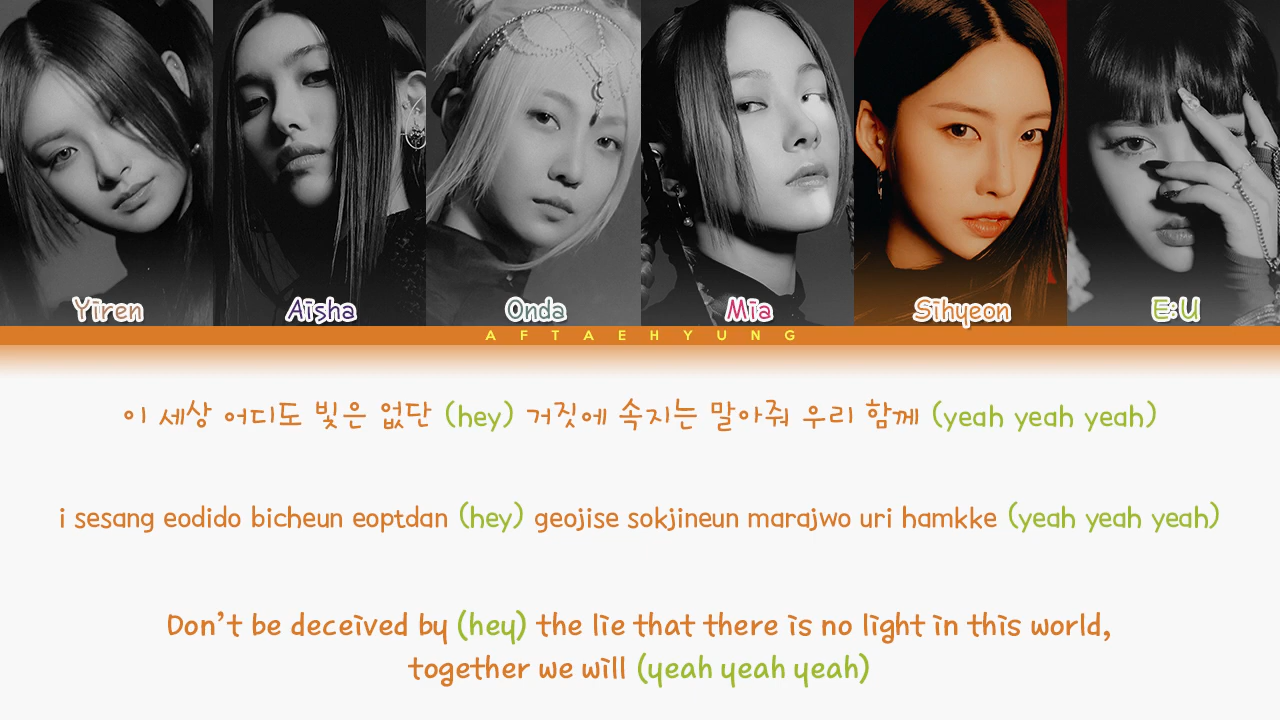 Yiren Aisha Onda Mia Sihyeon E:U
AFTAEHYUNG
이 세상 어디도 빛은 없단 (hey) 거짓에 속지는 말아줘 우리 함께 (yeah yeah yeah)
i sesang eodido bicheun eoptdan (hey) geojise sokjineun marajwo uri hamkke (yeah yeah yeah)
Don't be deceived by (hey) the lie that there is no light in this world,
together we will (yeah yeah yeah)